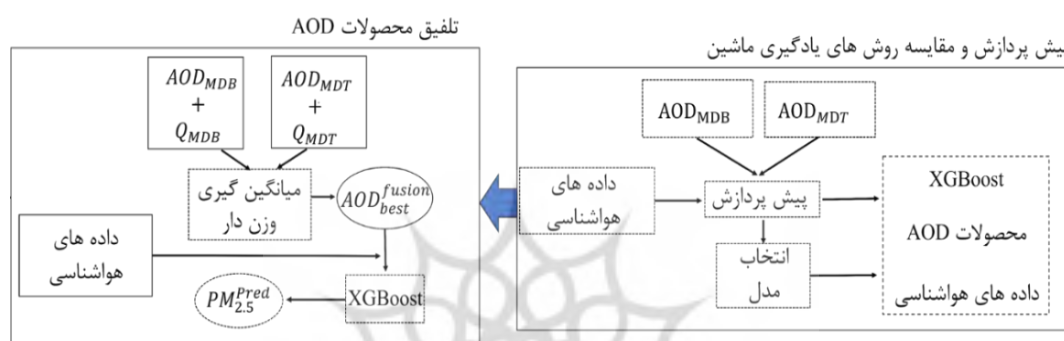 پیش پردازش و مقایسه روش های یادگیری ماشین
AOD_MDB
AOD_MDT
داده های
هواشناسی
پیش پردازش
انتخاب
مدل
XGBoost
محصولات AOD
داده های هواشناسی
تلفیق محصولات AOD
AOD_MDB
+
Q_MDB
AOD_MDT
+
Q_MDT
میانگین گیری
وزن دار
AOD_best^fusion
داده های
هواشناسی
XGBoost
PM_2.5^Pred